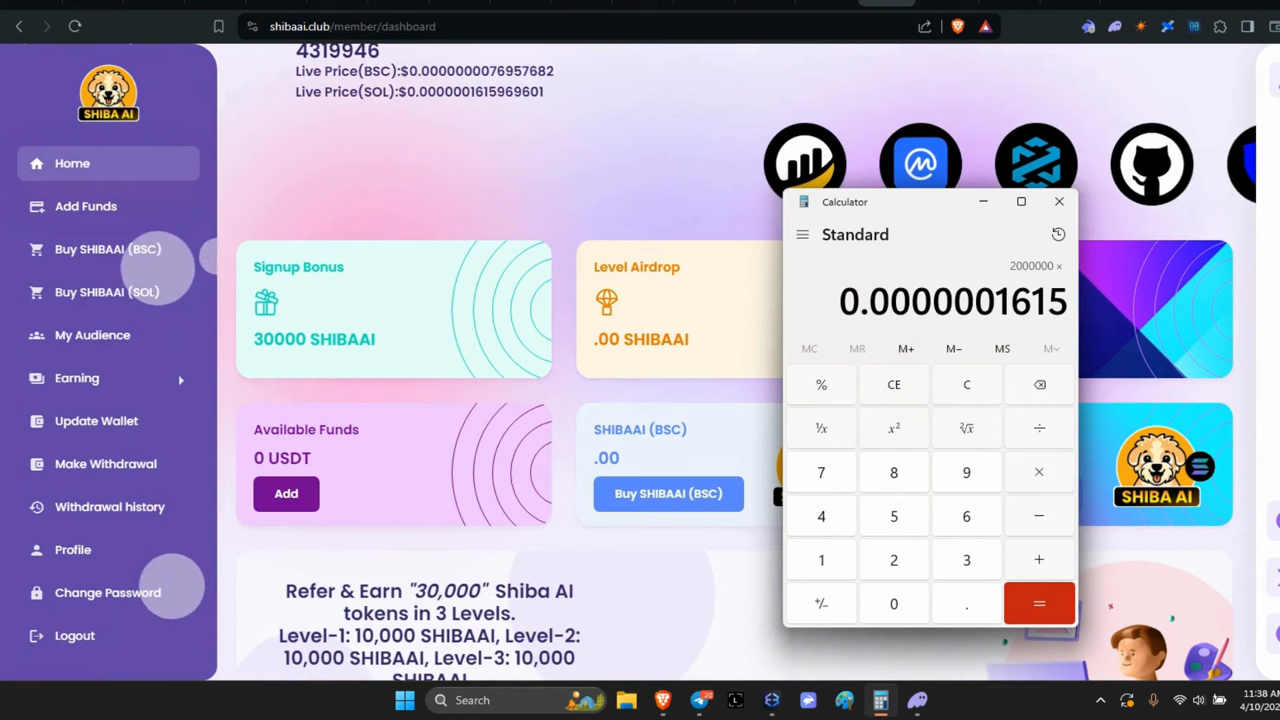 shibaai.club/member/dashboard
4319946
Live Price(BSC):$0.0000000076957682
Live Price(SOL):$0.0000001615969601
SHIBA AI
Home
Add Funds
Buy SHIBAAI (BSC)
Buy SHIBAAI (SOL)
My Audience
Earning
Update Wallet
Make Withdrawal
Withdrawal history
Profile
Change Password
Logout
Signup Bonus
30000 SHIBAAI
Level Airdrop
.00 SHIBAAI
Available Funds
0 USDT
Add
SHIBAAI (BSC)
.00
Buy SHIBAAI (BSC)
SHIBA AI
Refer & Earn "30,000" Shiba AI
tokens in 3 Levels.
Level-1: 10,000 SHIBAAI, Level-2:
10,000 SHIBAAI, Level-3: 10,000
SHIBAAI
Calculator
Standard
2000000 ×
0.0000001615
MC MR M+ M− MS M˅
% CE C
¹/x x² ²√x ÷
7 8 9 ×
4 5 6 −
1 2 3 +
+/− 0 . =
Search
20
11:38 AM
4/10/202